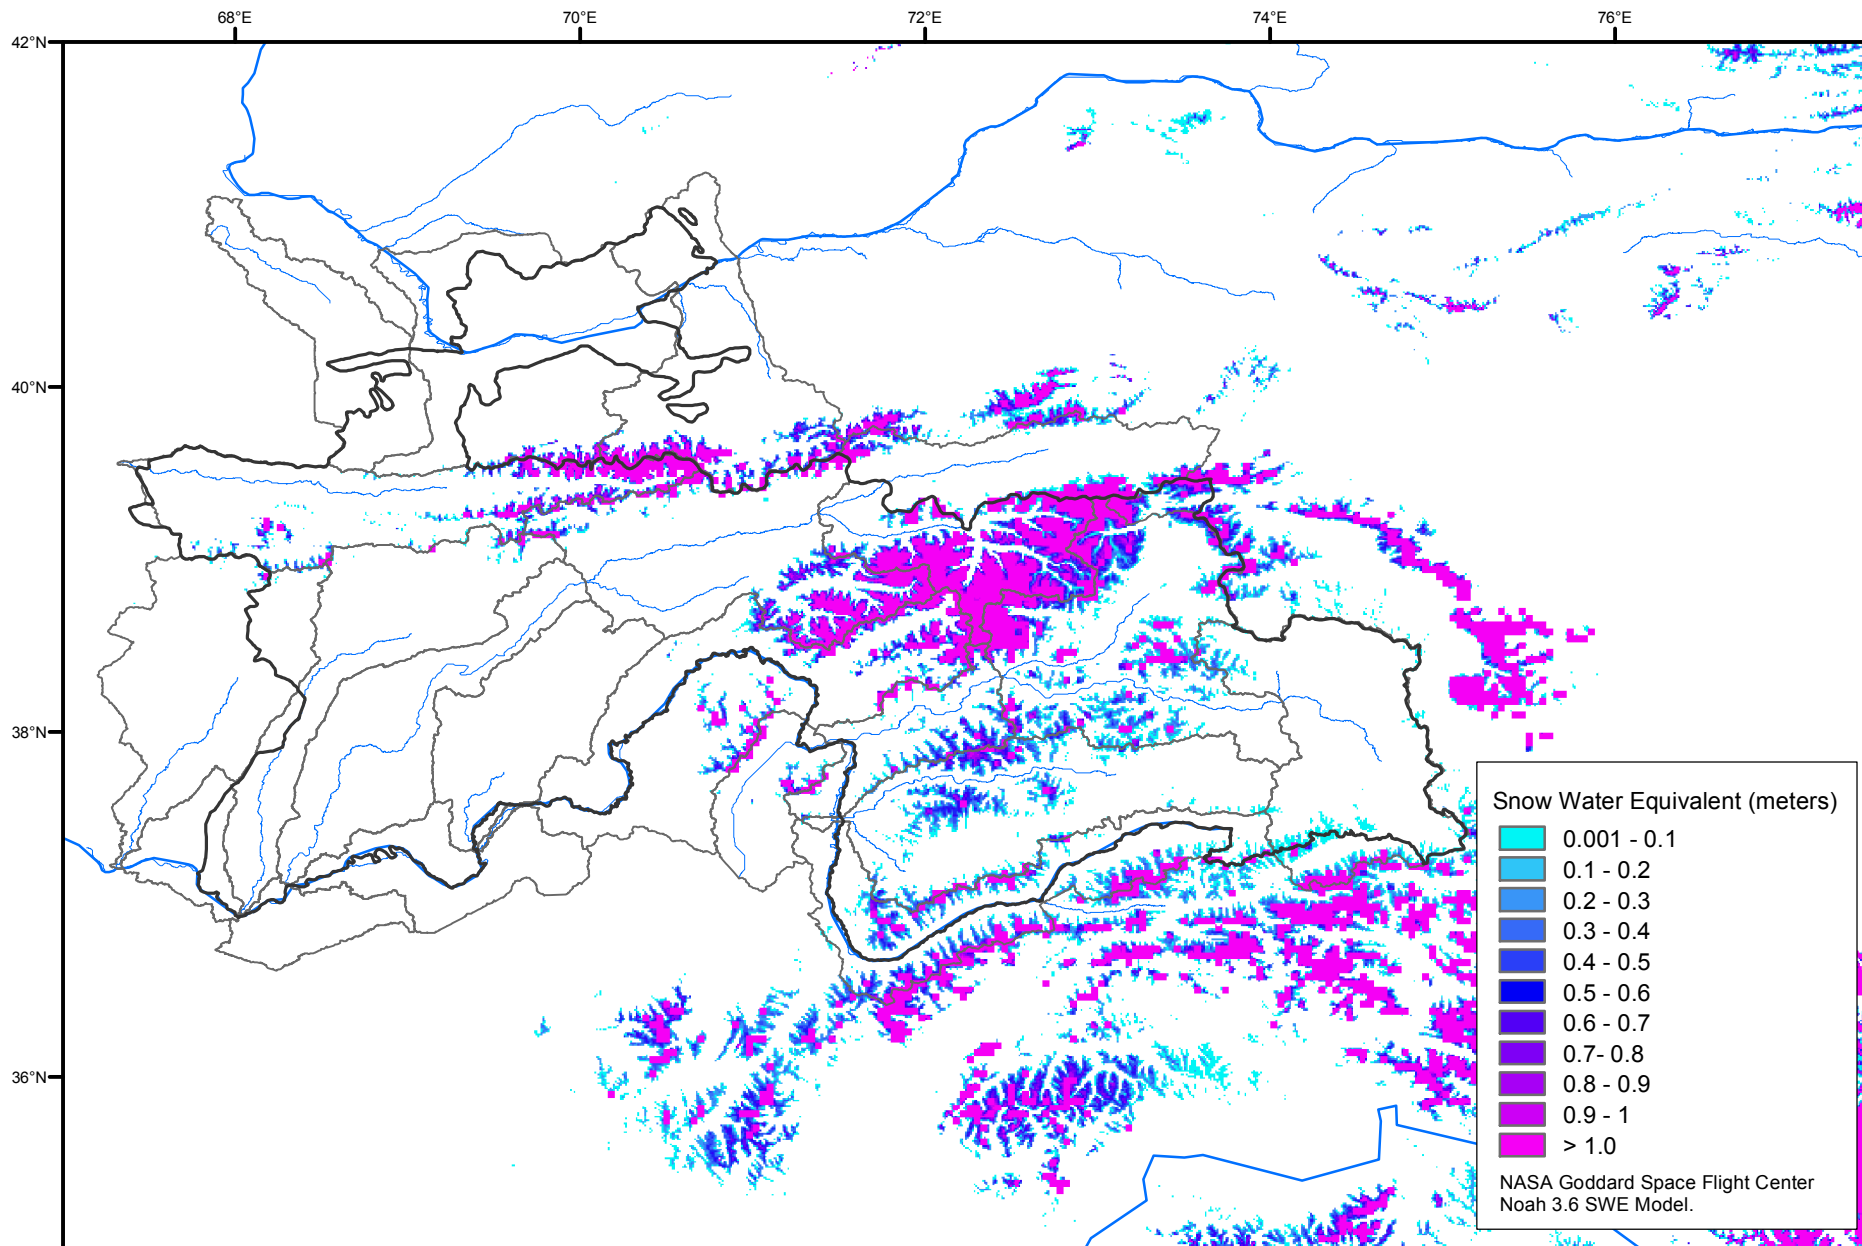 68°E 70°E 72°E 74°E 76°E
42°N
40°N
38°N
36°N
Snow Water Equivalent (meters)
0.001 - 0.1
0.1 - 0.2
0.2 - 0.3
0.3 - 0.4
0.4 - 0.5
0.5 - 0.6
0.6 - 0.7
0.7- 0.8
0.8 - 0.9
0.9 - 1
> 1.0
NASA Goddard Space Flight Center
Noah 3.6 SWE Model.